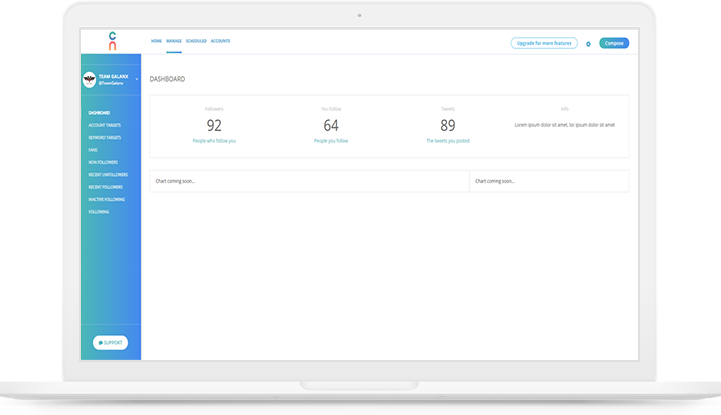 cn
HOME MANAGE SCHEDULED ACCOUNTS
Upgrade for more features
Compose
TEAM GALANX
@TeamGalanx
DASHBOARD
ACCOUNT TARGETS
KEYWORD TARGETS
FANS
NON FOLLOWERS
RECENT UNFOLLOWERS
RECENT FOLLOWERS
INACTIVE FOLLOWING
FOLLOWING
SUPPORT
DASHBOARD
Followers
92
People who follow you
You Follow
64
People you follow
Tweets
89
The tweets you posted
Info
Lorem ipsum dolor sit amet, lor ipsum dolor sit amet
Chart coming soon...
Chart coming soon...